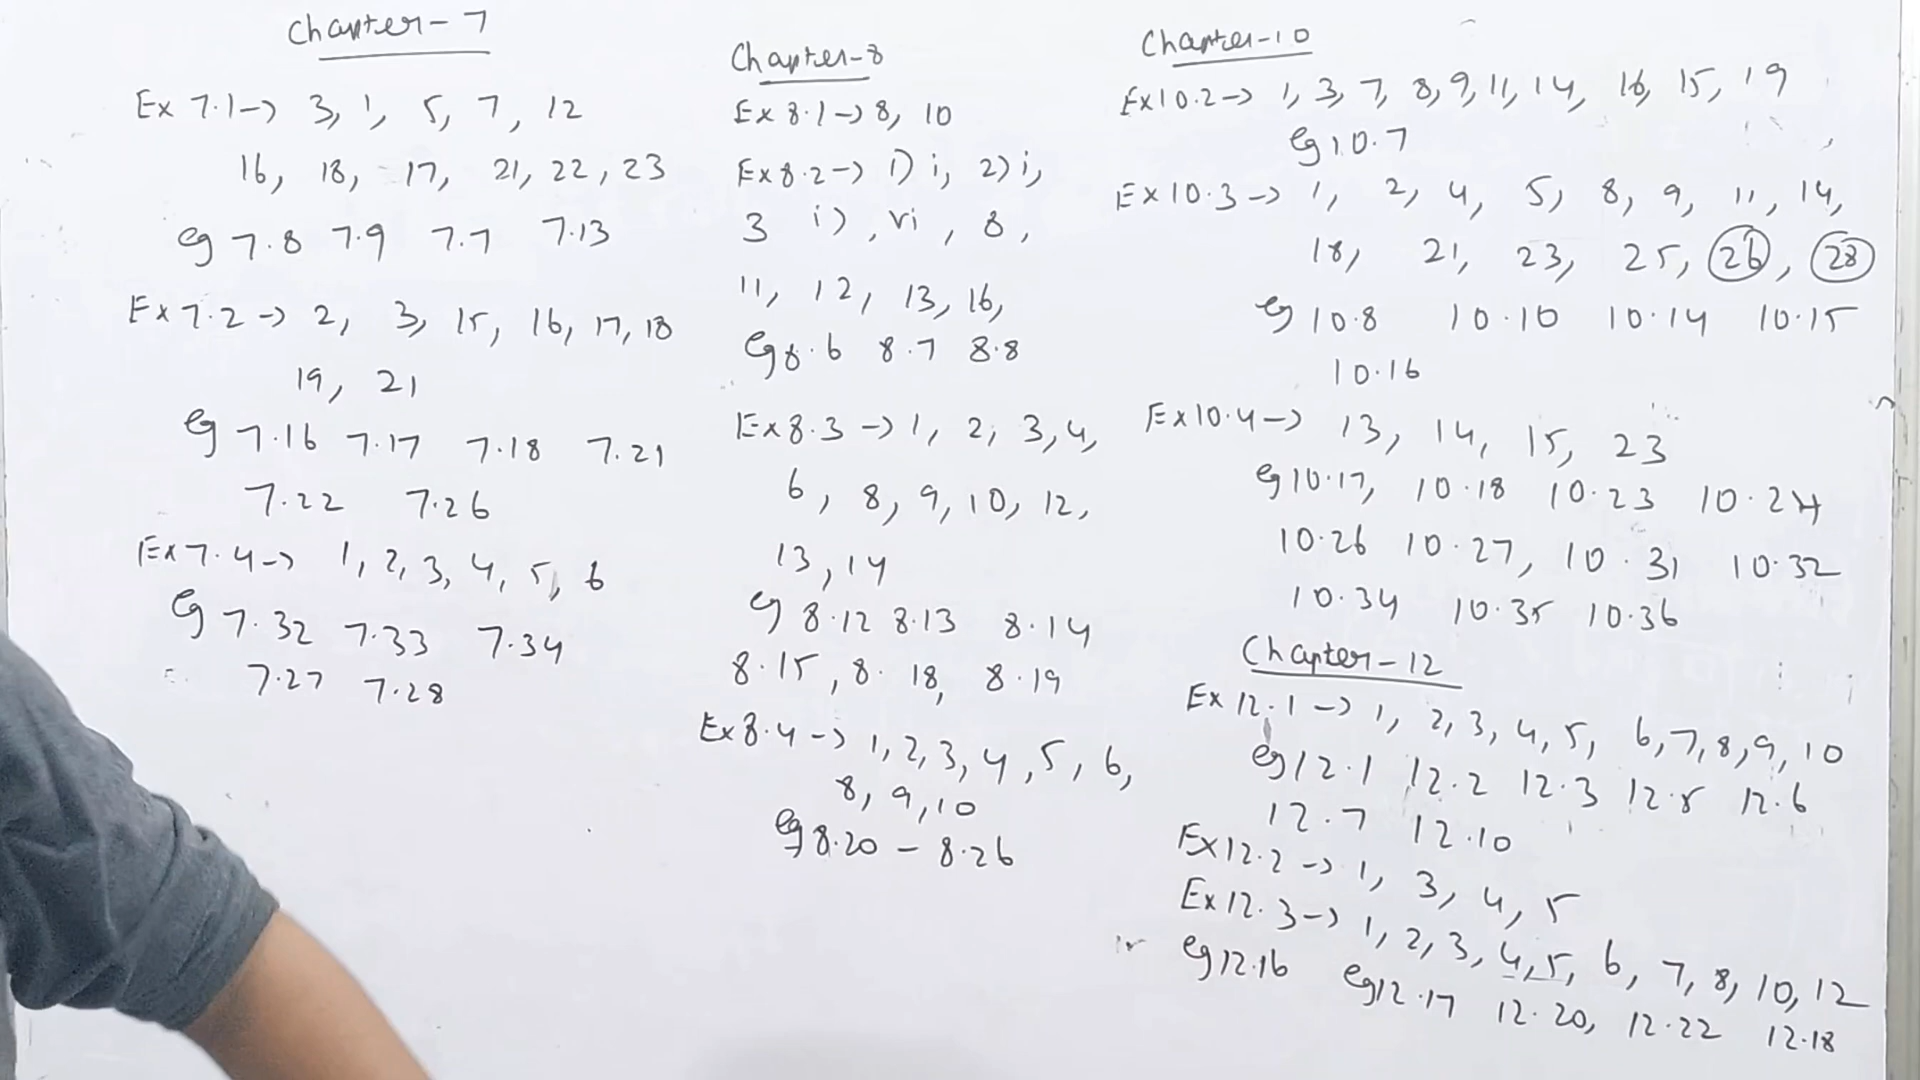 Chapter-7
Ex 7.1-> 3, 1, 5, 7, 12
16, 18, 17, 21, 22, 23
eg 7.8 7.9 7.7 7.13
Ex 7.2-> 2, 3, 15, 16, 17, 18
19, 21
eg 7.16 7.17 7.18 7.21
7.22 7.26
Ex 7.4-> 1, 2, 3, 4, 5, 6
eg 7.32 7.33 7.34
7.27 7.28
Chapter-8
Ex 8.1-> 8, 10
Ex 8.2-> 1) i, 2) i,
3 i), vi, 8,
11, 12, 13, 16,
eg 8.6 8.7 8.8
Ex 8.3-> 1, 2, 3, 4,
6, 8, 9, 10, 12,
13, 14
eg 8.12 8.13 8.14
8.15, 8.18, 8.19
Ex 8.4-> 1, 2, 3, 4, 5, 6,
8, 9, 10
eg 8.20 - 8.26
Chapter-10
Ex 10.2-> 1, 3, 7, 8, 9, 11, 14, 16, 15, 19
eg 10.7
Ex 10.3-> 1, 2, 4, 5, 8, 9, 11, 14,
18, 21, 23, 25, 26, 28
eg 10.8 10.10 10.14 10.15
10.16
Ex 10.4-> 13, 14, 15, 23
eg 10.17, 10.18 10.23 10.24
10.26 10.27, 10.31 10.32
10.34 10.35 10.36
Chapter-12
Ex 12.1-> 1, 2, 3, 4, 5, 6, 7, 8, 9, 10
eg 12.1 12.2 12.3 12.5 12.6
12.7 12.10
Ex 12.2-> 1, 3, 4, 5
Ex 12.3-> 1, 2, 3, 4, 5, 6, 7, 8, 10, 12
eg 12.16 eg 12.17 12.20, 12.22 12.18